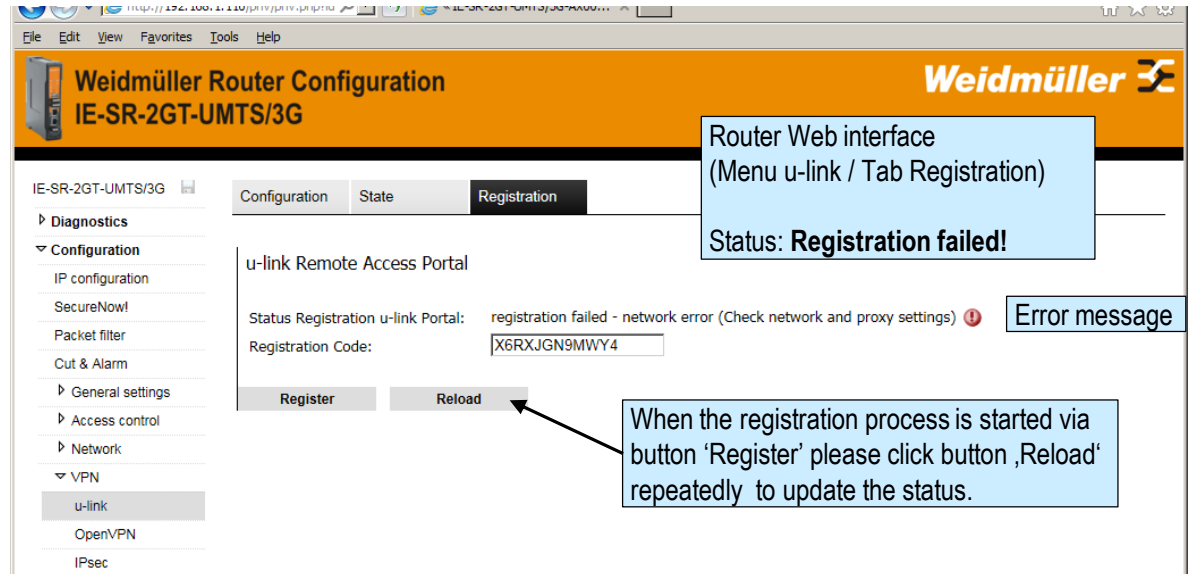 File Edit View Favorites Tools Help
Weidmüller Router Configuration
IE-SR-2GT-UMTS/3G
Weidmüller
Router Web interface
(Menu u-link / Tab Registration)
Status: Registration failed!
IE-SR-2GT-UMTS/3G
Configuration State Registration
Diagnostics
Configuration
IP configuration
SecureNow!
Packet filter
Cut & Alarm
General settings
Access control
Network
VPN
u-link
OpenVPN
IPsec
u-link Remote Access Portal
Status Registration u-link Portal: registration failed - network error (Check network and proxy settings)
Error message
Registration Code: X6RXJGN9MWY4
Register Reload
When the registration process is started via
button ‘Register’ please click button ‚Reload‘
repeatedly to update the status.